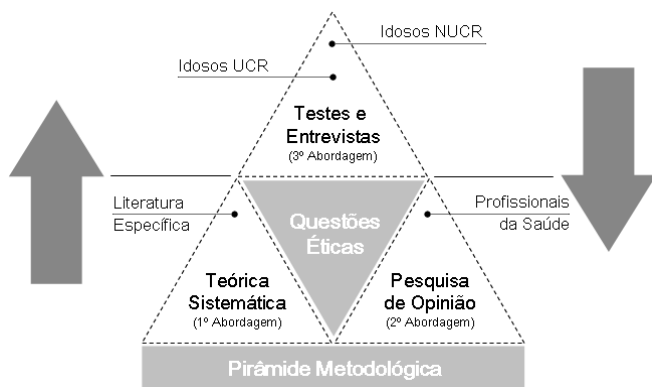 Idosos NUCR
Idosos UCR
Testes e
Entrevistas
(3º Abordagem)
Literatura
Específica
Profissionais
da Saúde
Questões
Éticas
Teórica
Sistemática
(1º Abordagem)
Pesquisa
de Opinião
(2º Abordagem)
Pirâmide Metodológica